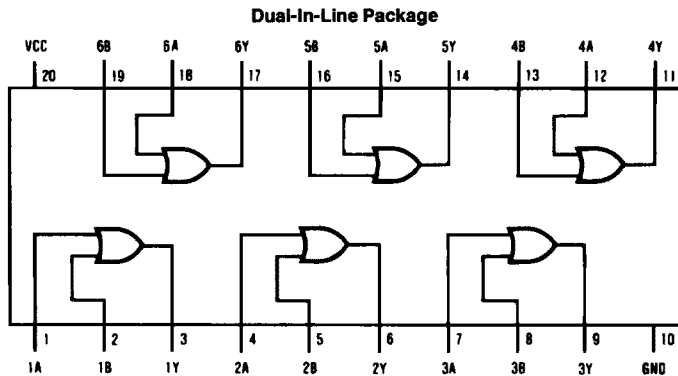 Dual-In-Line Package
VCC 6B 6A 6Y 5B 5A 5Y 4B 4A 4Y
20 19 18 17 16 15 14 13 12 11
1 2 3 4 5 6 7 8 9 10
1A 1B 1Y 2A 2B 2Y 3A 3B 3Y GND